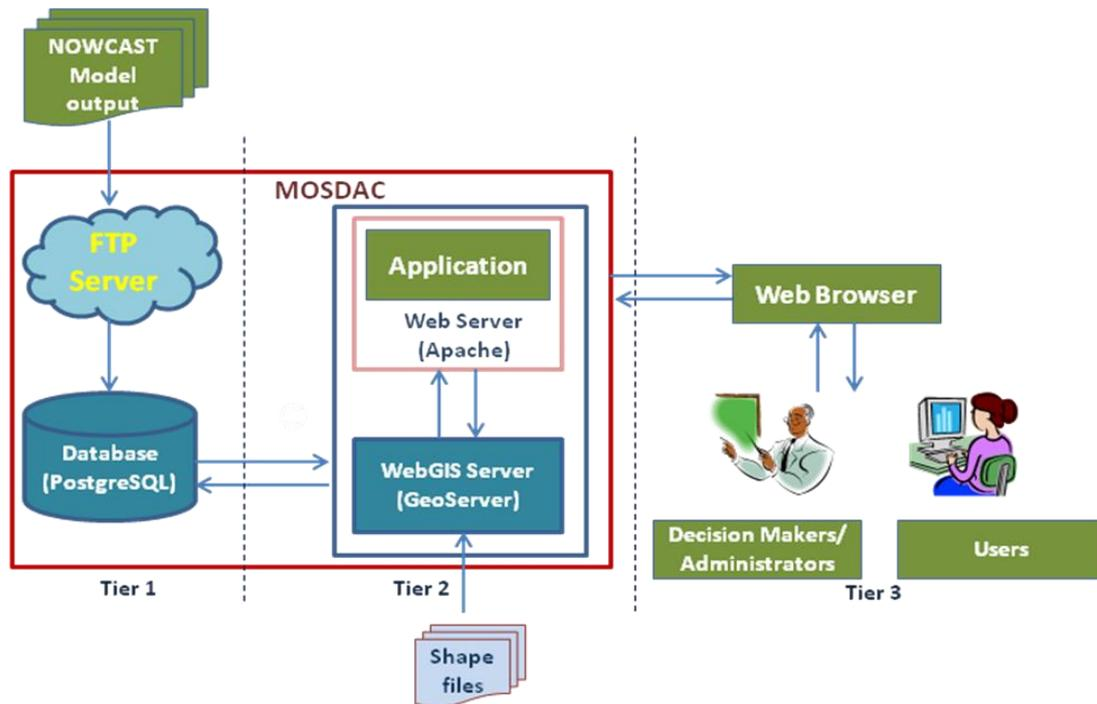 NOWCAST
Model
output
MOSDAC
FTP
Server
Application
Web Server
(Apache)
Web Browser
Database
(PostgreSQL)
WebGIS Server
(GeoServer)
Decision Makers/
Administrators
Users
Tier 1
Tier 2
Tier 3
Shape
files